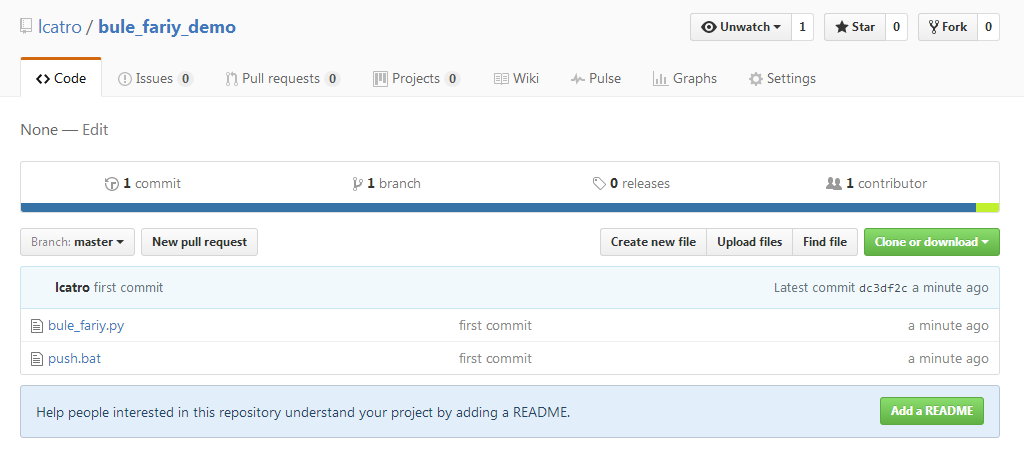 lcatro / bule_fariy_demo Unwatch 1 Star 0 Fork 0
Code Issues 0 Pull requests 0 Projects 0 Wiki Pulse Graphs Settings
None — Edit
1 commit 1 branch 0 releases 1 contributor
Branch: master New pull request Create new file Upload files Find file Clone or download
lcatro first commit Latest commit dc3df2c a minute ago
bule_fariy.py first commit a minute ago
push.bat first commit a minute ago
Help people interested in this repository understand your project by adding a README. Add a README